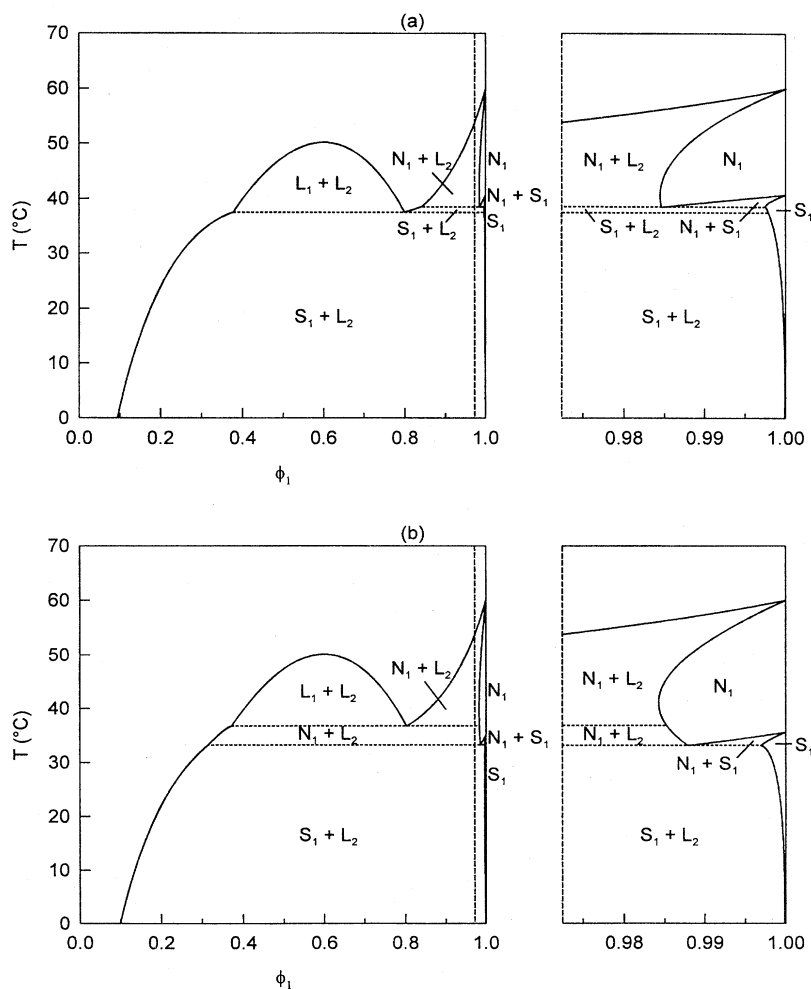 (a)
70
60
50
40
30
20
10
0
T (°C)
L₁ + L₂
N₁ + L₂
N₁
N₁ + S₁
S₁ + L₂
S₁
S₁ + L₂
0.0 0.2 0.4 0.6 0.8 1.0
ϕ₁
N₁ + L₂
N₁
S₁
S₁ + L₂
N₁ + S₁
S₁ + L₂
0.98 0.99 1.00
(b)
70
60
50
40
30
20
10
0
T (°C)
L₁ + L₂
N₁ + L₂
N₁
N₁ + L₂
N₁ + S₁
S₁
S₁ + L₂
0.0 0.2 0.4 0.6 0.8 1.0
ϕ₁
N₁ + L₂
N₁
N₁ + L₂
S₁
N₁ + S₁
S₁ + L₂
0.98 0.99 1.00